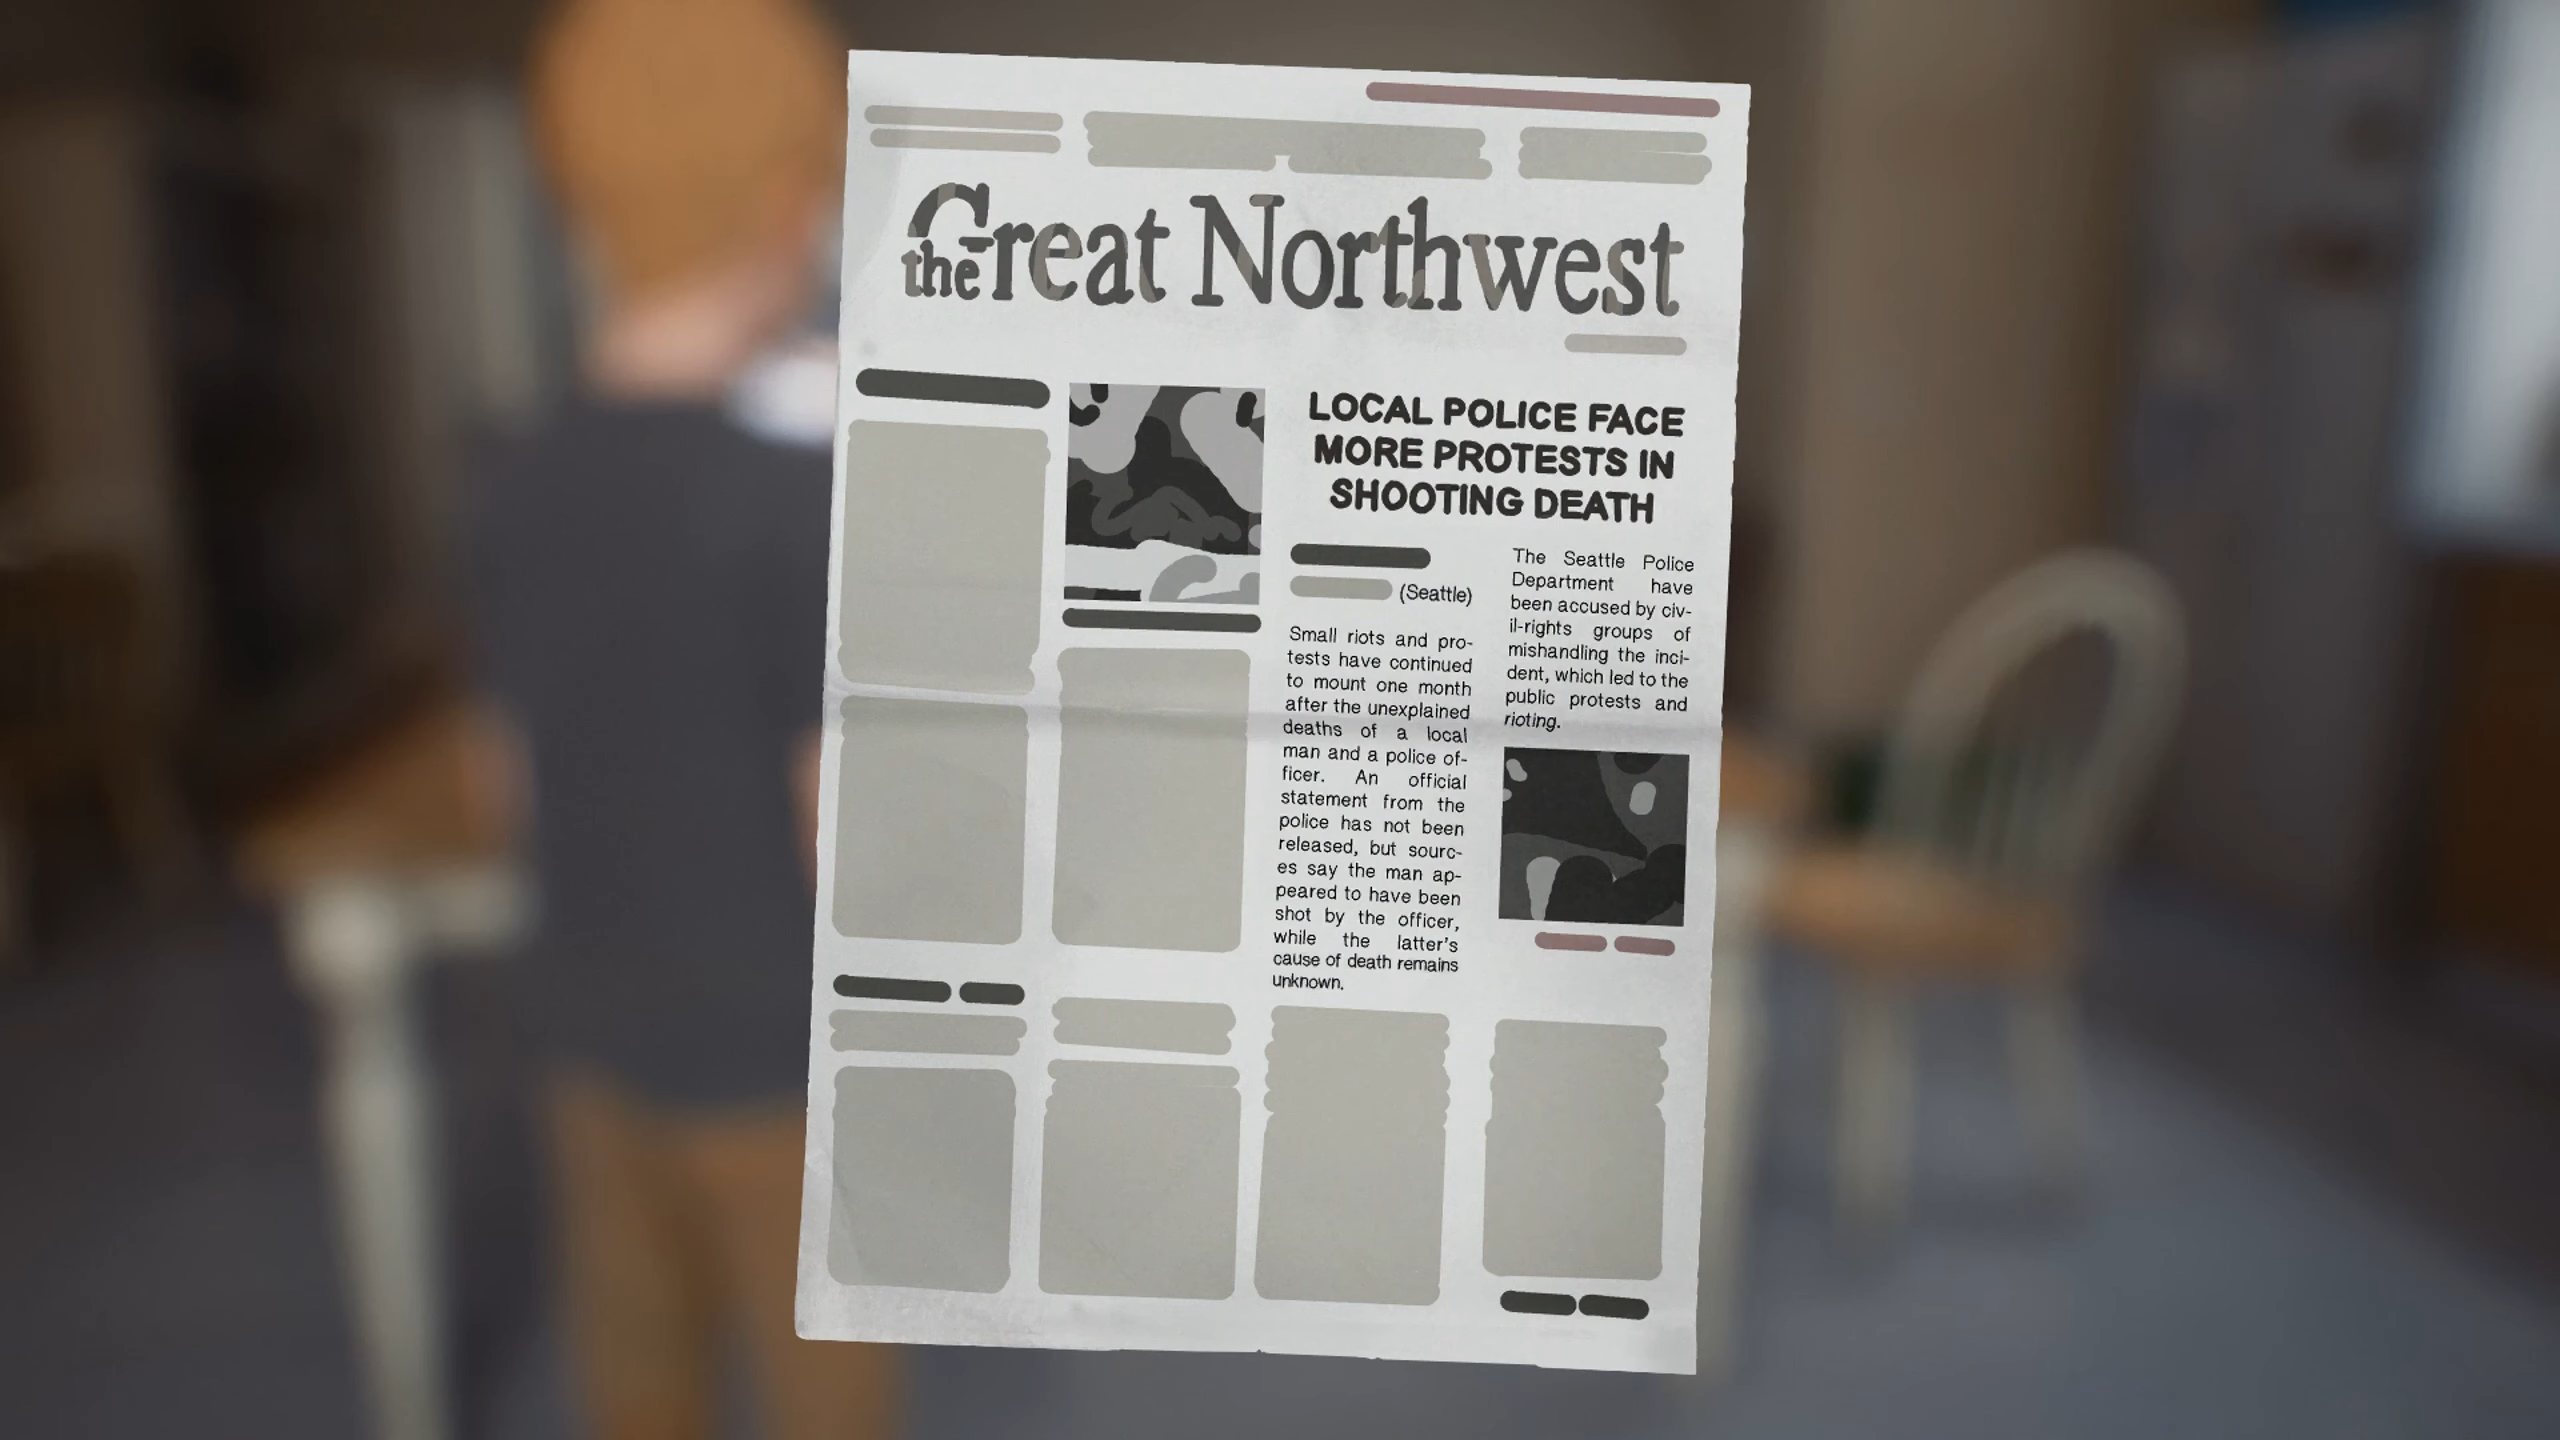 the Great Northwest
LOCAL POLICE FACE
MORE PROTESTS IN
SHOOTING DEATH
(Seattle)
Small riots and pro-
tests have continued
to mount one month
after the unexplained
deaths of a local
man and a police of-
ficer. An official
statement from the
police has not been
released, but sourc-
es say the man ap-
peared to have been
shot by the officer,
while the latter's
cause of death remains
unknown.
The Seattle Police
Department have
been accused by civ-
il-rights groups of
mishandling the inci-
dent, which led to the
public protests and
rioting.